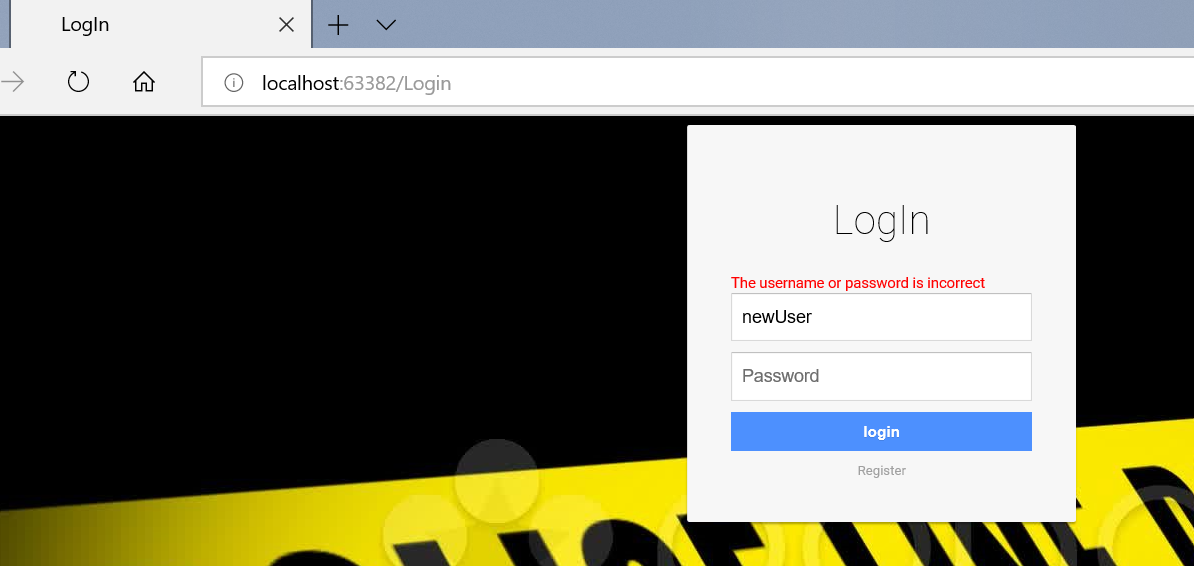 LogIn
localhost:63382/Login
LogIn
The username or password is incorrect
newUser
Password
login
Register